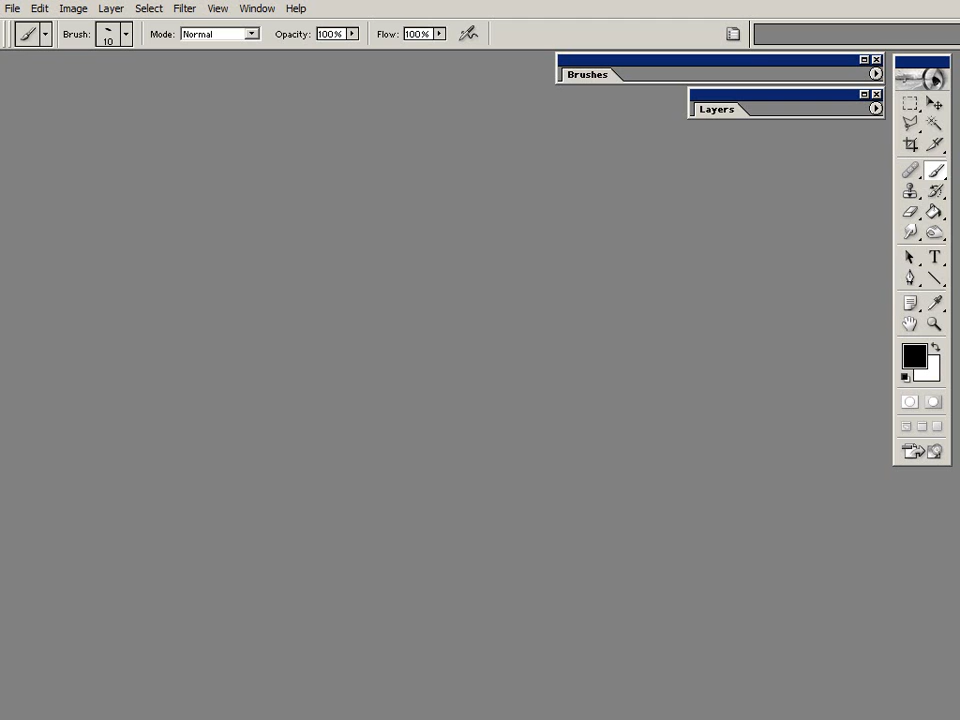 File Edit Image Layer Select Filter View Window Help
Brush: 10 Mode: Normal Opacity: 100% Flow: 100%
Brushes
Layers
T